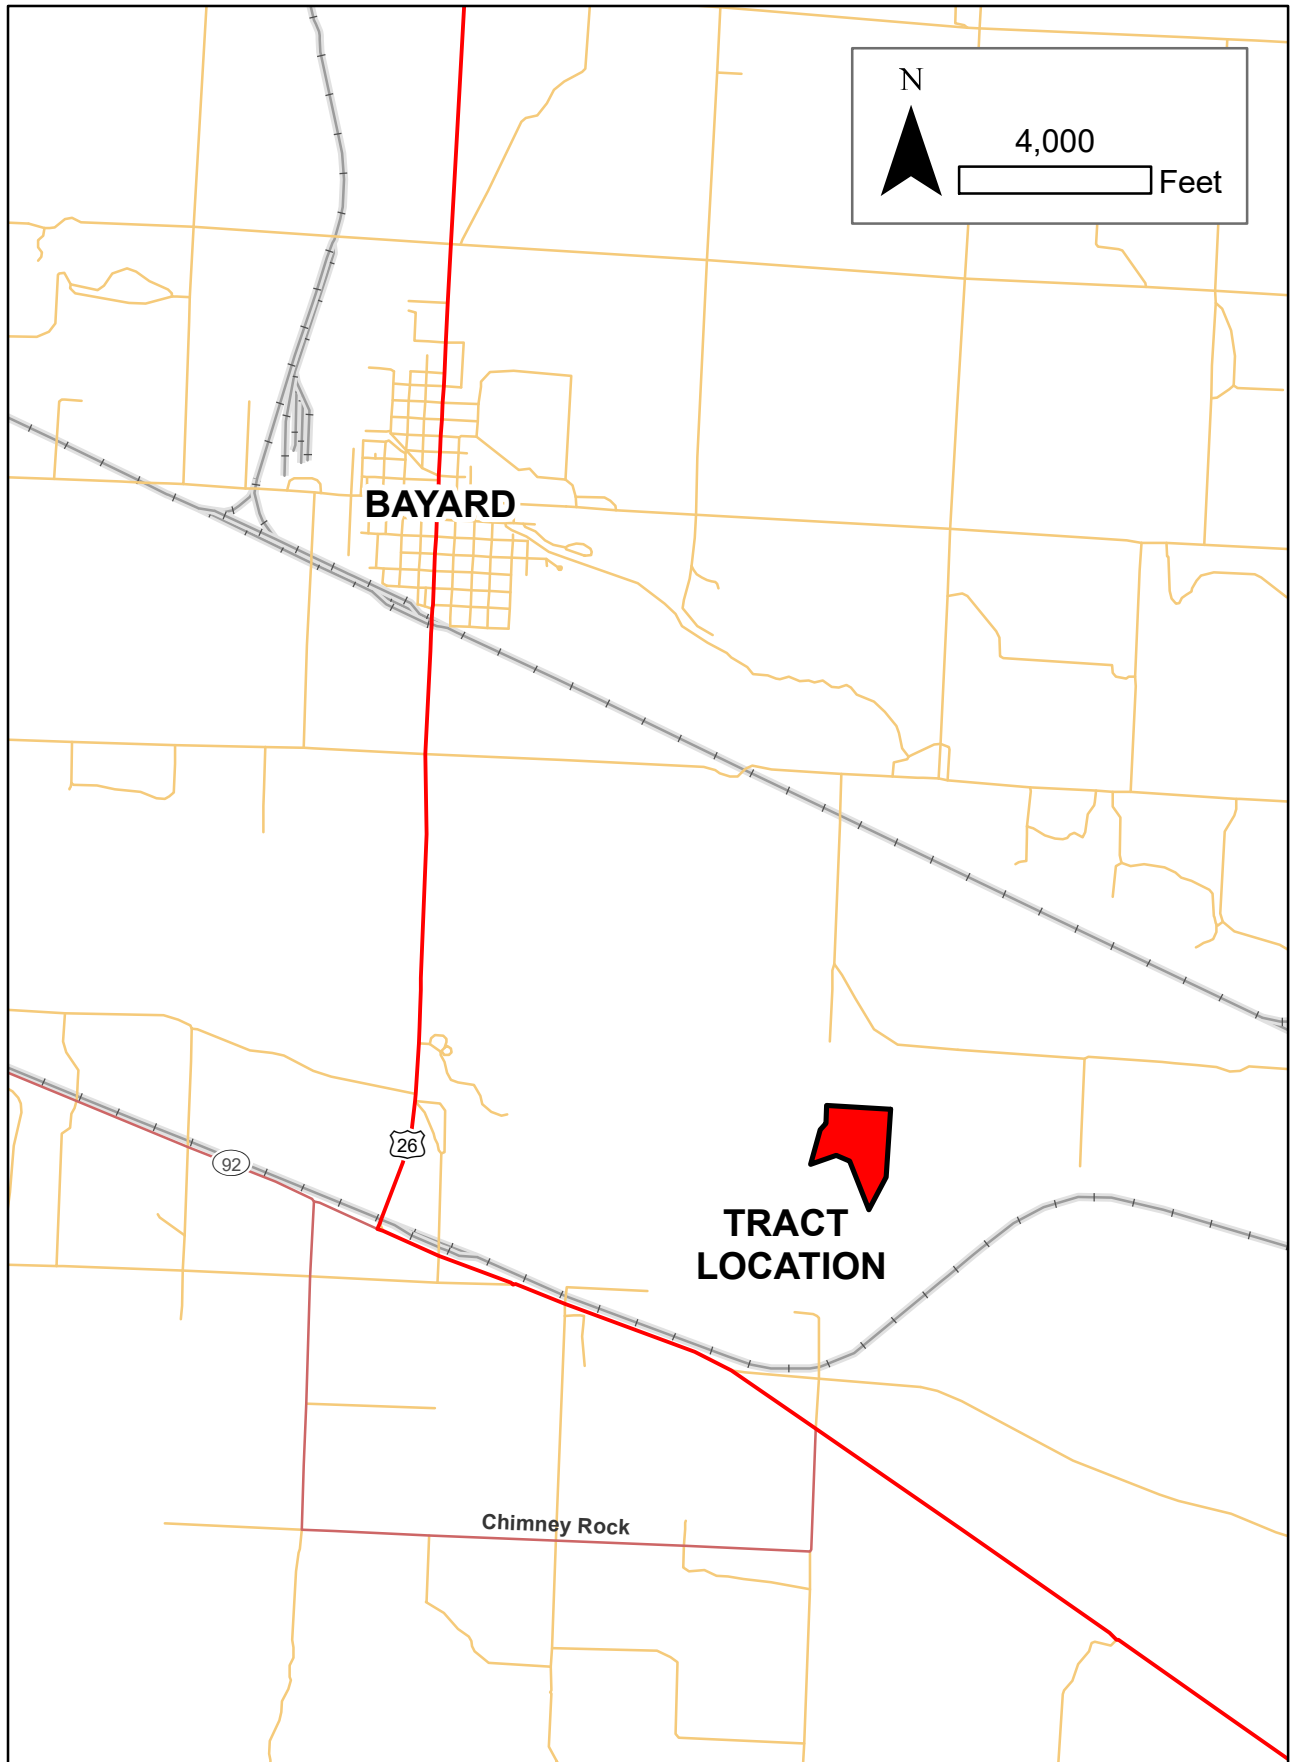 N
4,000
Feet
BAYARD
26
92
TRACT
LOCATION
Chimney Rock